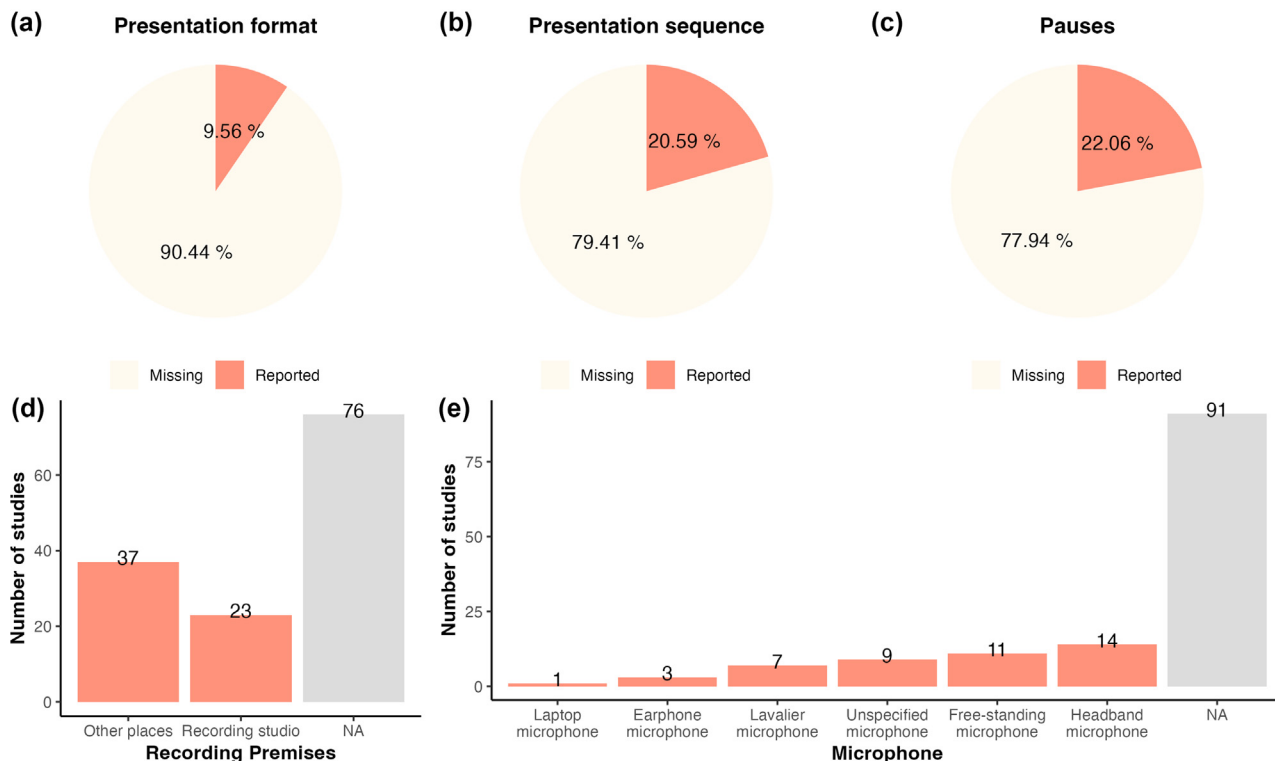 (a) Presentation format
(b) Presentation sequence
(c) Pauses
9.56 %
90.44 %
20.59 %
79.41 %
22.06 %
77.94 %
Missing Reported
Missing Reported
Missing Reported
(d)
Number of studies
60
40
20
0
37
23
76
Other places Recording studio NA
Recording Premises
(e)
Number of studies
75
50
25
0
1
3
7
9
11
14
91
Laptop
microphone
Earphone
microphone
Lavalier
microphone
Unspecified
microphone
Free-standing
microphone
Headband
microphone
NA
Microphone